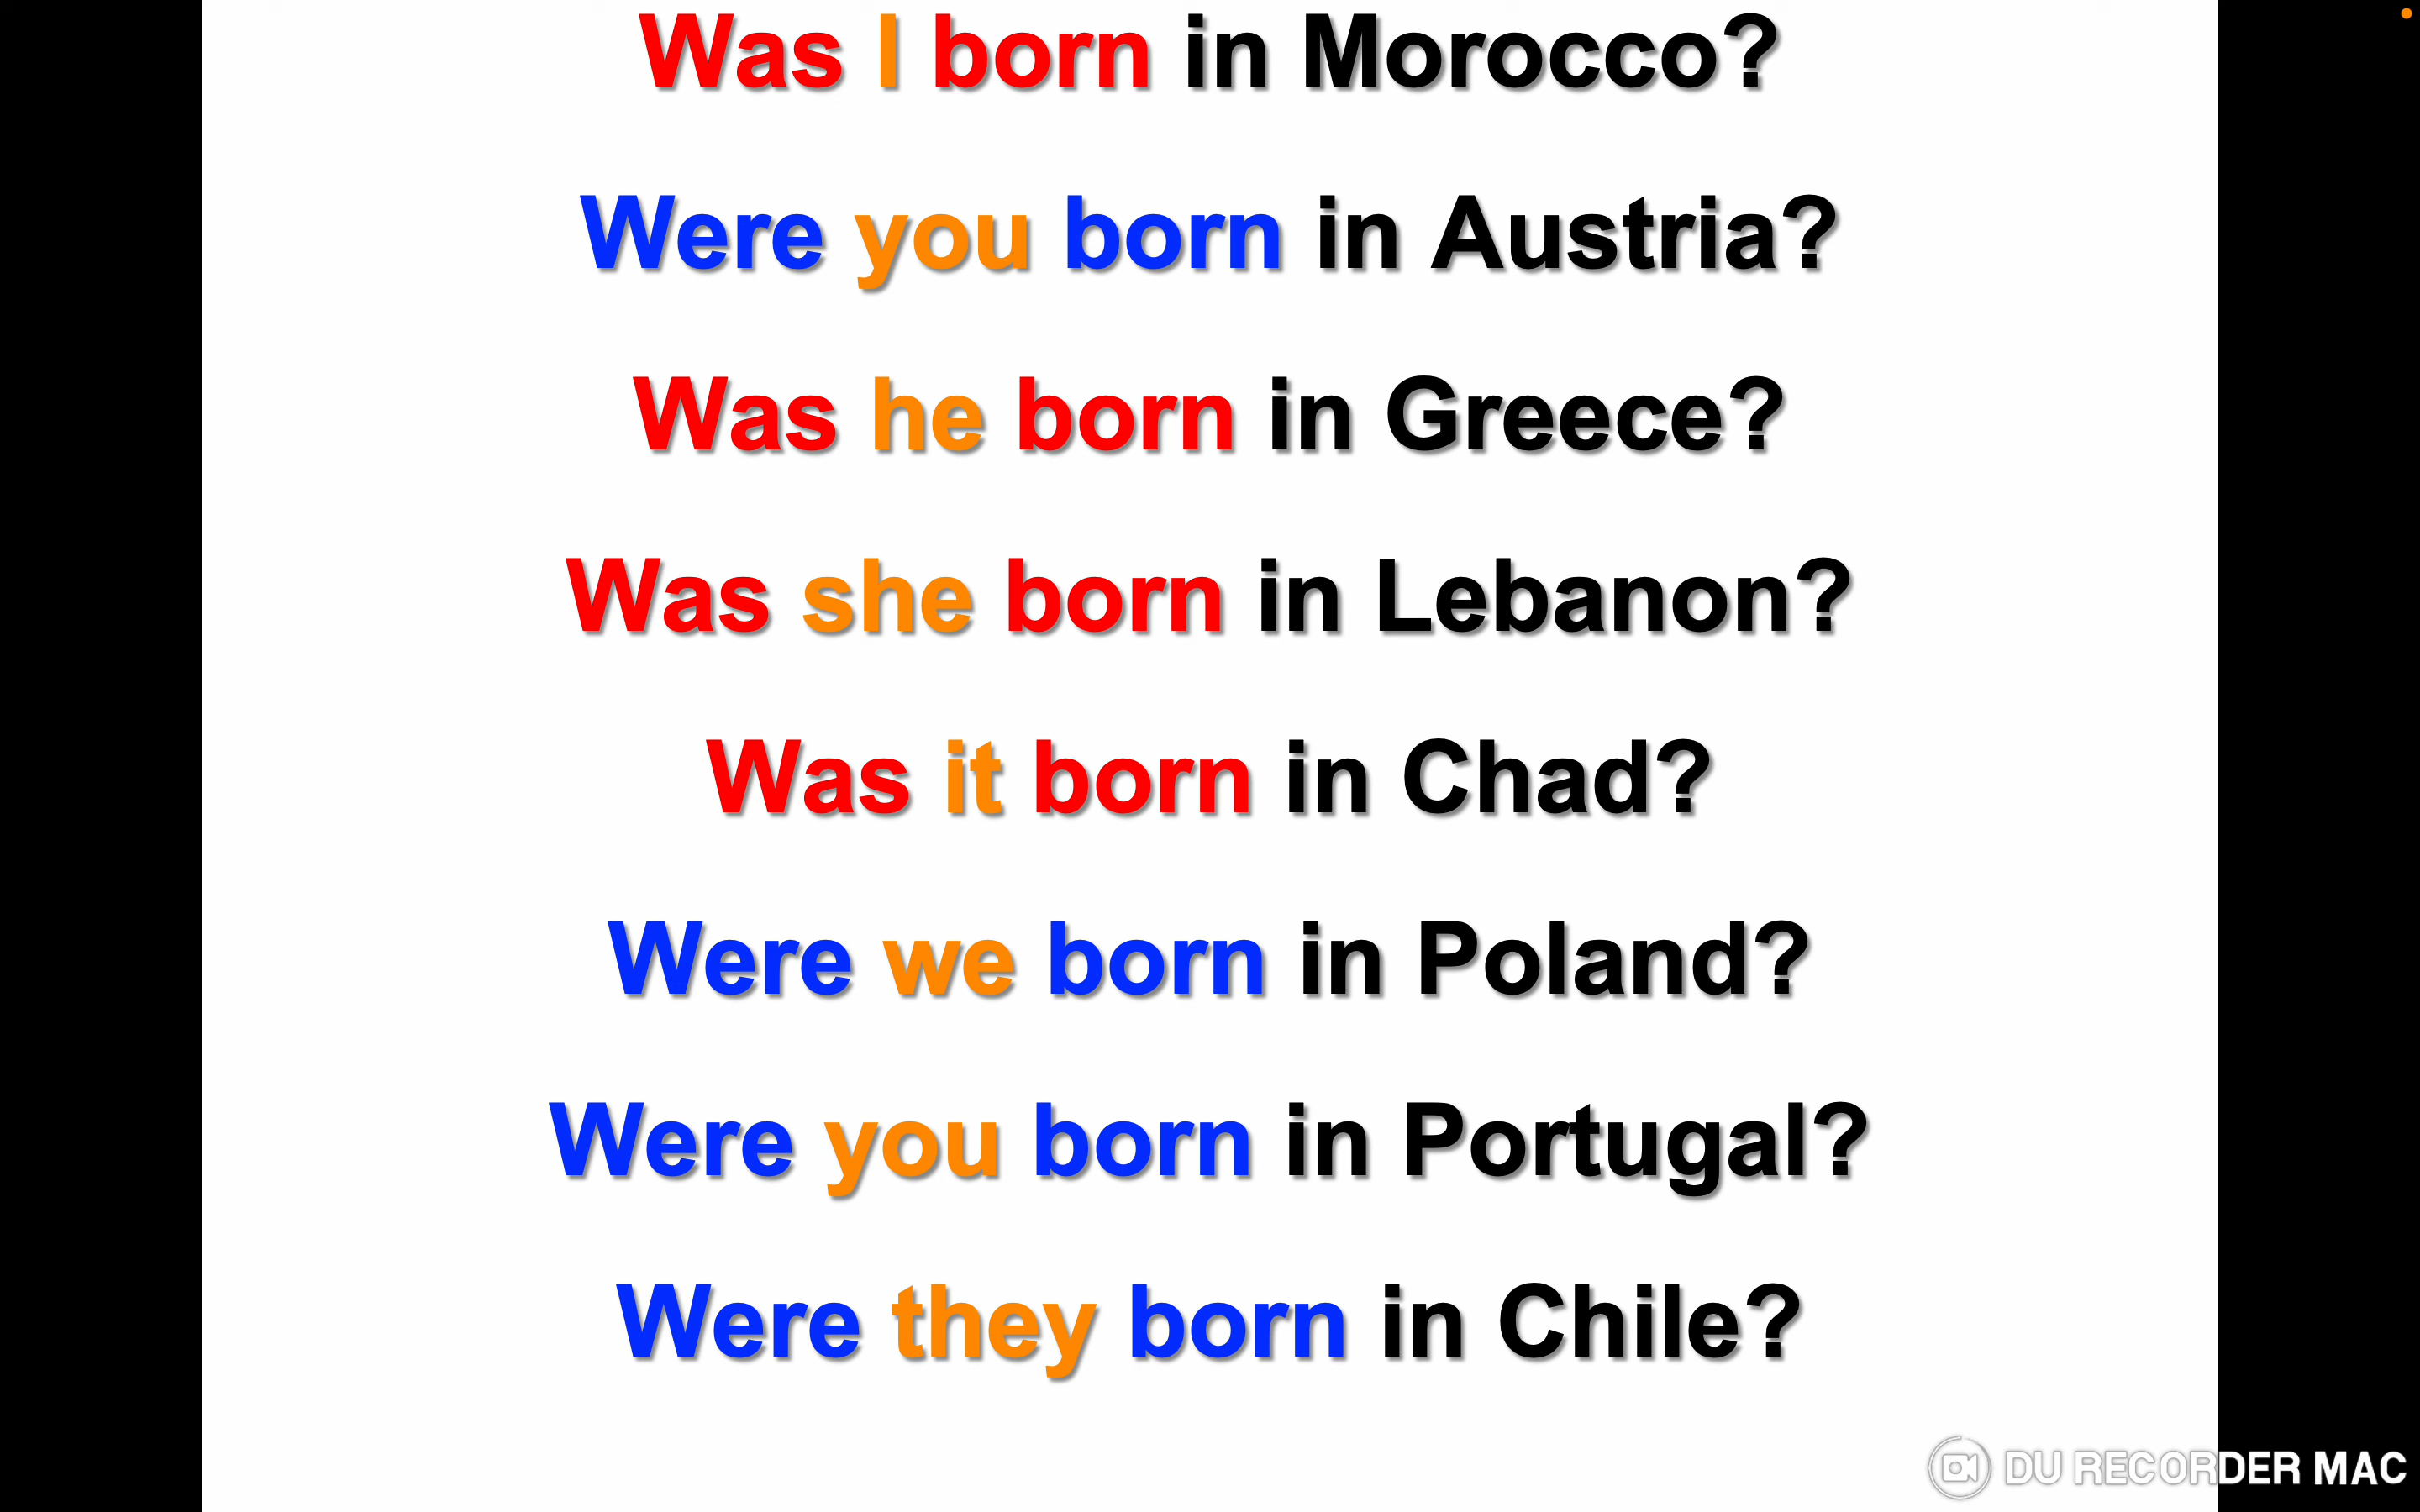 Was I born in Morocco?
Were you born in Austria?
Was he born in Greece?
Was she born in Lebanon?
Was it born in Chad?
Were we born in Poland?
Were you born in Portugal?
Were they born in Chile?
DU RECORDER MAC